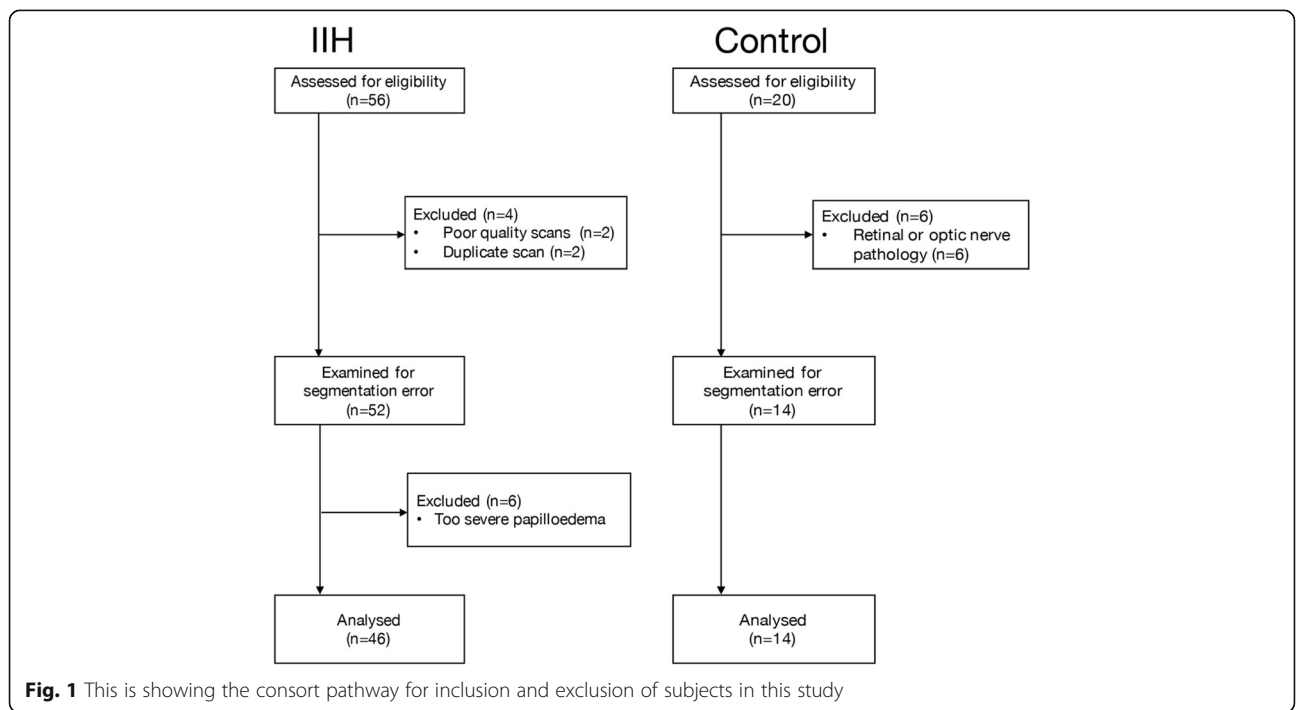 IIH
Assessed for eligibility
(n=56)
Excluded (n=4)
• Poor quality scans (n=2)
• Duplicate scan (n=2)
Examined for
segmentation error
(n=52)
Excluded (n=6)
• Too severe papilloedema
Analysed
(n=46)
Control
Assessed for eligibility
(n=20)
Excluded (n=6)
• Retinal or optic nerve
pathology (n=6)
Examined for
segmentation error
(n=14)
Analysed
(n=14)
Fig. 1 This is showing the consort pathway for inclusion and exclusion of subjects in this study